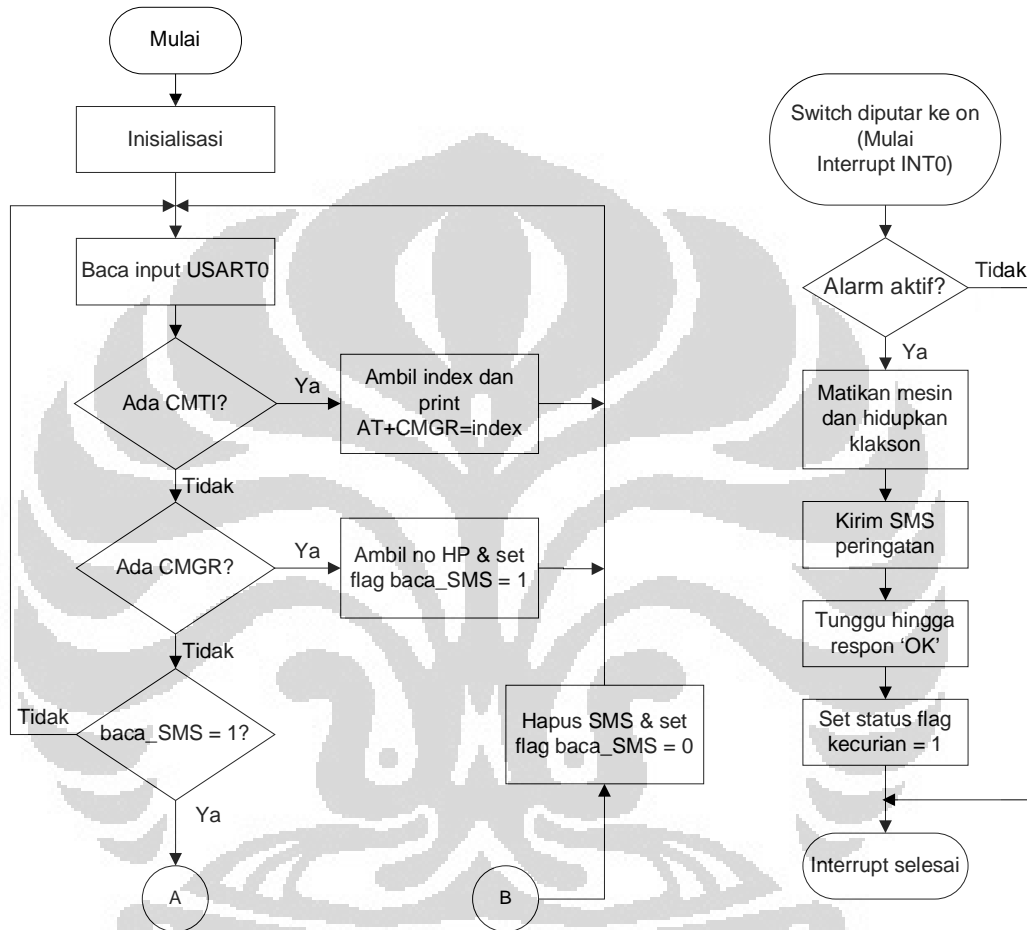 Mulai
Inisialisasi
Baca input USART0
Ada CMTI?
Ya
Ambil index dan
print
AT+CMGR=index
Tidak
Ada CMGR?
Ya
Ambil no HP & set
flag baca_SMS = 1
Tidak
Tidak
baca_SMS = 1?
Ya
A
Hapus SMS & set
flag baca_SMS = 0
B
Switch diputar ke on
(Mulai
Interrupt INT0)
Alarm aktif?
Tidak
Ya
Matikan mesin
dan hidupkan
klakson
Kirim SMS
peringatan
Tunggu hingga
respon ‘OK’
Set status flag
kecurian = 1
Interrupt selesai